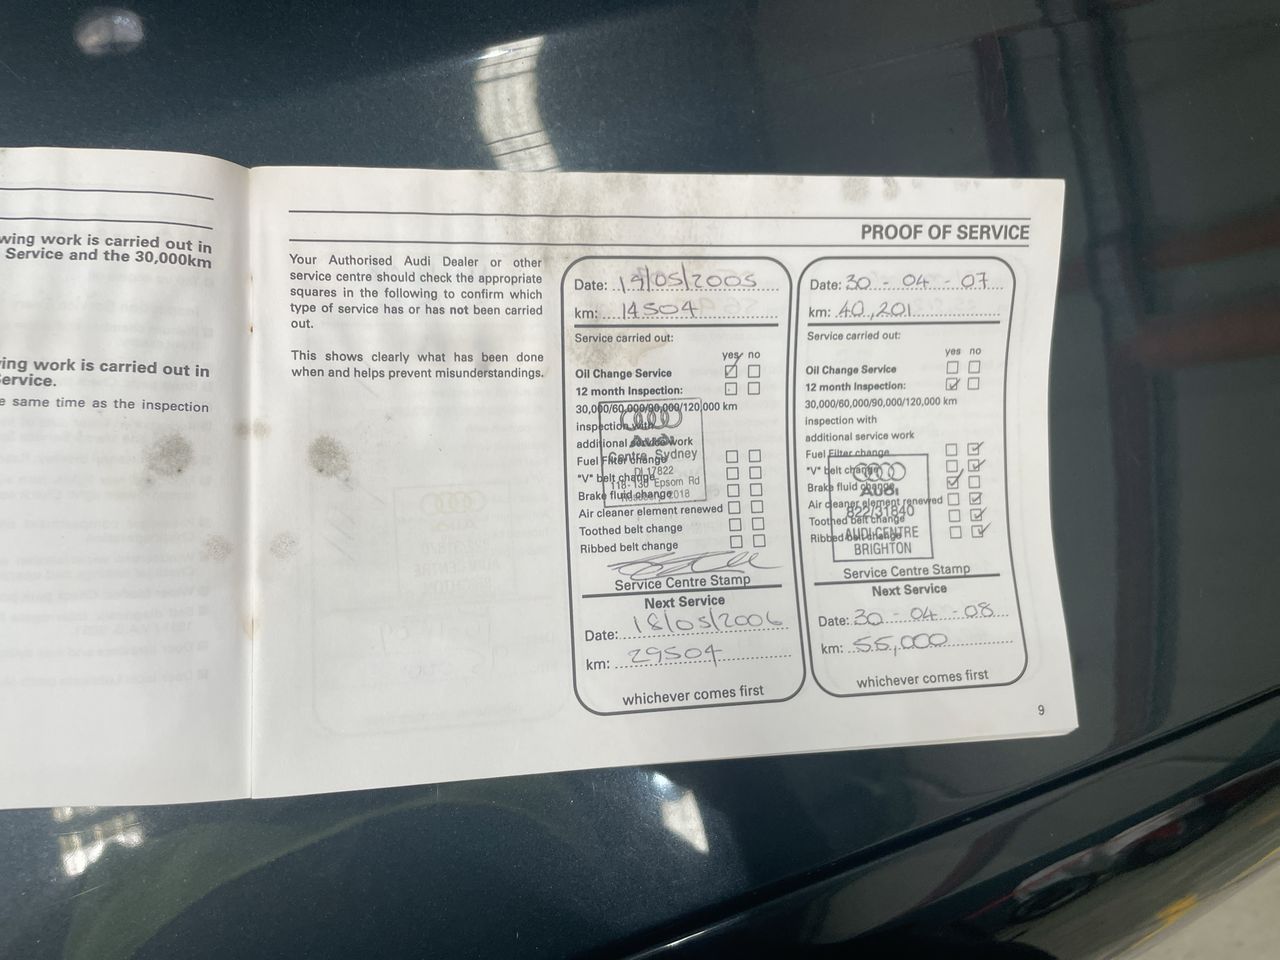 wing work is carried out in
Service and the 30,000km
ing work is carried out in
ervice.
e same time as the inspection
PROOF OF SERVICE
Your Authorised Audi Dealer or other
service centre should check the appropriate
squares in the following to confirm which
type of service has or has not been carried
out.
This shows clearly what has been done
when and helps prevent misunderstandings.
Date: 19/05/2005
km: 14504
Service carried out:
yes no
Oil Change Service
12 month Inspection:
30,000/60,000/90,000/120,000 km
inspection with
additional service work
Fuel Filter change
"V" belt change
Brake fluid change
Air cleaner element renewed
Toothed belt change
Ribbed belt change
Audi
Centre Sydney
DL17822
118-130 Epsom Rd
2018
Service Centre Stamp
Next Service
Date: 18/05/2006
km: 29504
whichever comes first
Date: 30 - 04 - 07
km: 40,201
Service carried out:
yes no
Oil Change Service
12 month Inspection:
30,000/60,000/90,000/120,000 km
inspection with
additional service work
Fuel Filter change
"V" belt change
Brake fluid change
Air cleaner element renewed
Toothed belt change
Ribbed belt change
AUDI
822/31840
AUDI CENTRE
BRIGHTON
Service Centre Stamp
Next Service
Date: 30 - 04 - 08
km: 55,000
whichever comes first
9